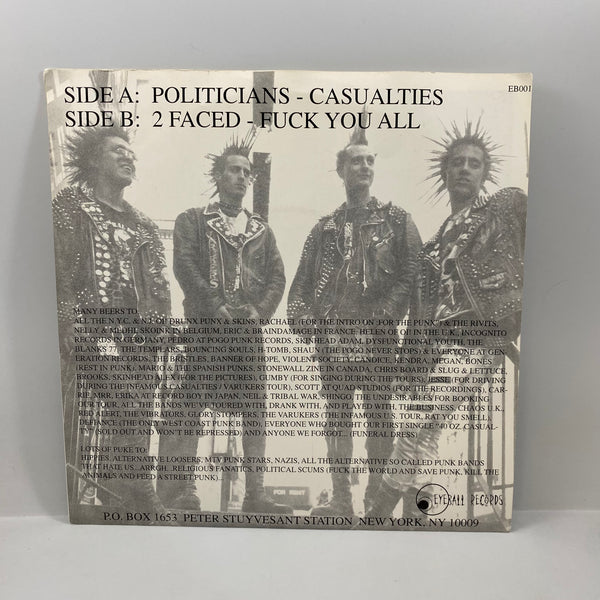 EB001
SIDE A: POLITICIANS - CASUALTIES
SIDE B: 2 FACED - FUCK YOU ALL
MANY BEERS TO:
ALL THE N.Y.C. & N.J. OI! DRUNX PUNX & SKINS, RACHAEL (FOR THE INTRO ON "FOR THE PUNX") & THE RIVITS,
NELLY & MEDHI, SKOINK IN BELGIUM, ERIC & BRAINDAMAGE IN FRANCE, HELEN OF OI! IN THE U.K., INCOGNITO
RECORDS IN GERMANY, PEDRO AT POGO PUNK RECORDS, SKINHEAD ADAM, DYSFUNCTIONAL YOUTH, THE
BLANKS 77, THE TEMPLARS, BOUNCING SOULS, H-TOMB, SHAUN (THE POGO NEVER STOPS) & EVERYONE AT GEN-
ERATION RECORDS, THE BRISTLES, BANNER OF HOPE, VIOLENT SOCIETY, CANDICE, KENDRA, MEGAN, BONES
(REST IN PUNX), MARIO & THE SPANISH PUNKS, STONEWALL ZINE IN CANADA, CHRIS BOARD & SLUG & LETTUCE,
BROOKS, SKINHEAD ALEX (FOR THE PICTURES), GUMBY (FOR SINGING DURING THE TOURS), JESSE (FOR DRIVING
DURING THE INFAMOUS CASUALTIES / VARUKERS TOUR), SCOTT AT QUAD STUDIOS (FOR THE RECORDINGS), CAR-
RIE, MRR, ERIKA AT RECORD BOY IN JAPAN, NEIL & TRIBAL WAR, SHINGO, THE UNDESIRABLES FOR BOOKING
OUR TOUR, ALL THE BANDS WE'VE TOURED WITH, DRANK WITH, AND PLAYED WITH, THE BUSINESS, CHAOS U.K.,
RED ALERT, THE VIBRATORS, GLORY STOMPERS, THE VARUKERS (THE INFAMOUS U.S. TOUR, RAT YOU SMELL),
DEFIANCE (THE ONLY WEST COAST PUNK BAND), EVERYONE WHO BOUGHT OUR FIRST SINGLE "40 OZ. CASUAL-
TY" (SOLD OUT AND WON'T BE REPRESSED) AND ANYONE WE FORGOT... (FUNERAL DRESS)
LOTS OF PUKE TO:
HIPPIES, ALTERNATIVE LOOSERS, MTV PUNK STARS, NAZIS, ALL THE ALTERNATIVE SO CALLED PUNK BANDS
THAT HATE US...ARRGH...RELIGIOUS FANATICS, POLITICAL SCUMS (FUCK THE WORLD AND SAVE PUNK, KILL THE
ANIMALS AND FEED A STREET PUNK)...
EYEBALL RECORDS
P.O. BOX 1653 PETER STUYVESANT STATION NEW YORK, NY 10009